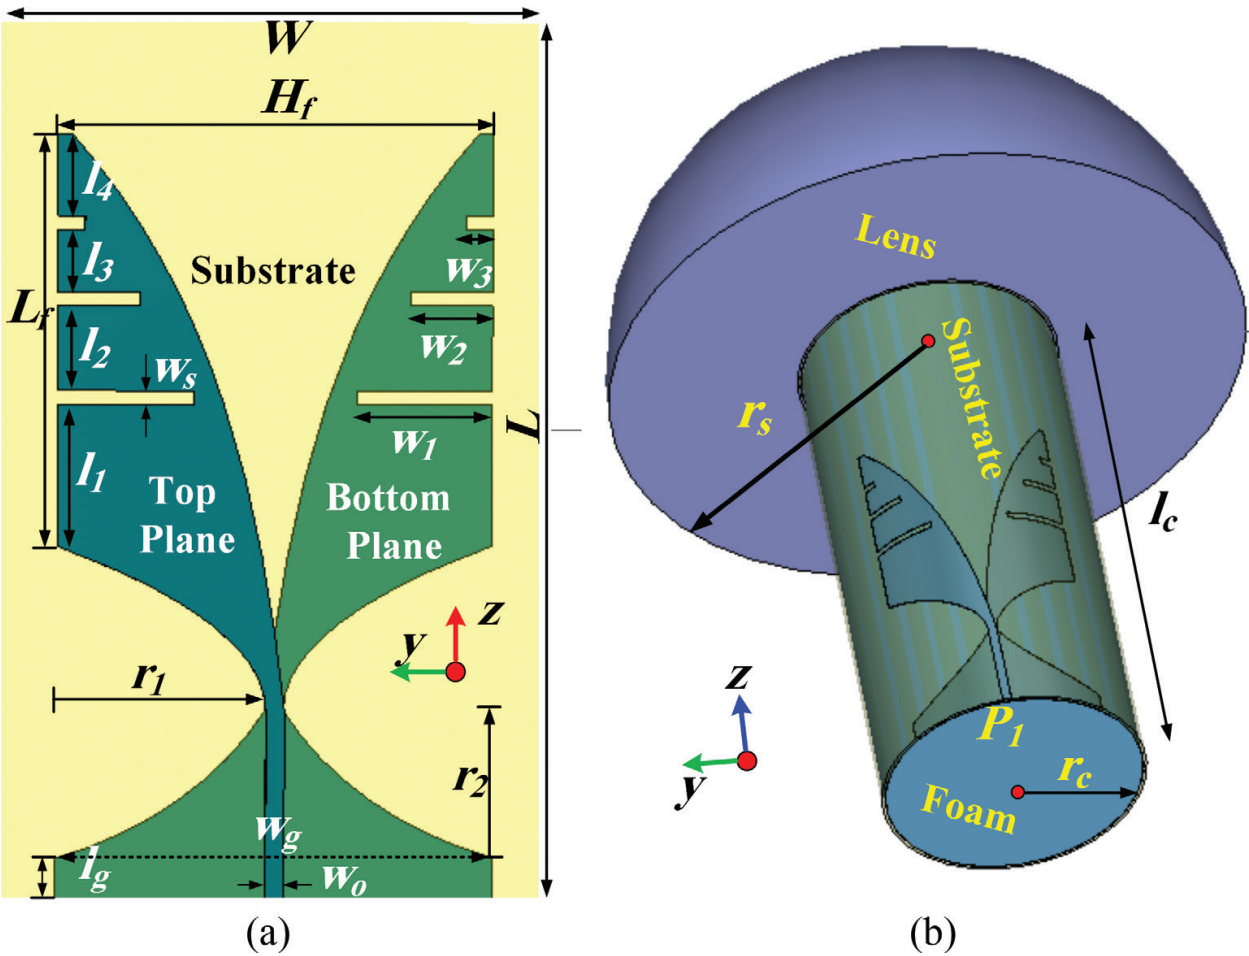 W
H_f
l_4
l_3
L_f
Substrate
w_3
l_2
w_s
w_2
L
l_1
w_1
Top
Plane
Bottom
Plane
z
y
r_1
r_2
w_g
l_g
w_o
(a)
Lens
Substrate
r_s
l_c
z
y
P_1
r_c
Foam
(b)